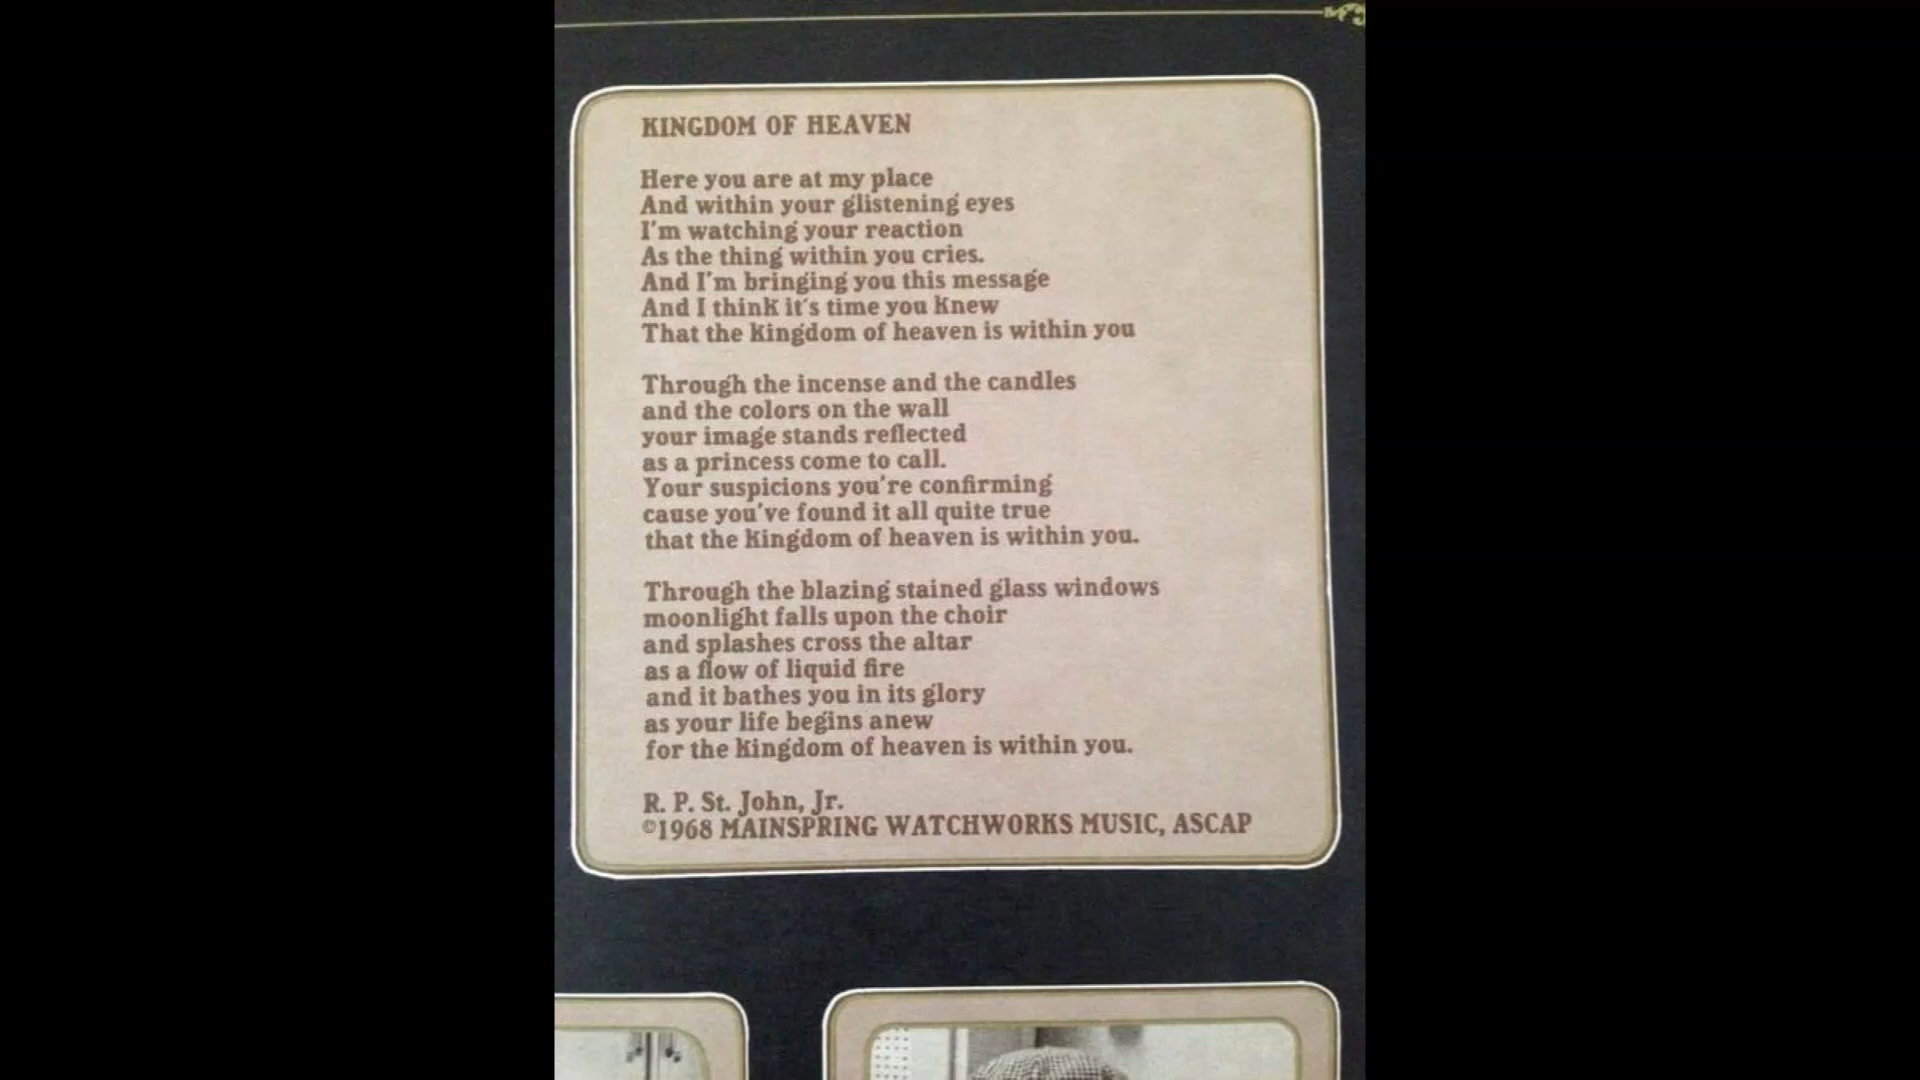 KINGDOM OF HEAVEN
Here you are at my place
And within your glistening eyes
I'm watching your reaction
As the thing within you cries.
And I'm bringing you this message
And I think it's time you knew
That the kingdom of heaven is within you
Through the incense and the candles
and the colors on the wall
your image stands reflected
as a princess come to call.
Your suspicions you're confirming
cause you've found it all quite true
that the kingdom of heaven is within you.
Through the blazing stained glass windows
moonlight falls upon the choir
and splashes cross the altar
as a flow of liquid fire
and it bathes you in its glory
as your life begins anew
for the kingdom of heaven is within you.
R. P. St. John, Jr.
©1968 MAINSPRING WATCHWORKS MUSIC, ASCAP